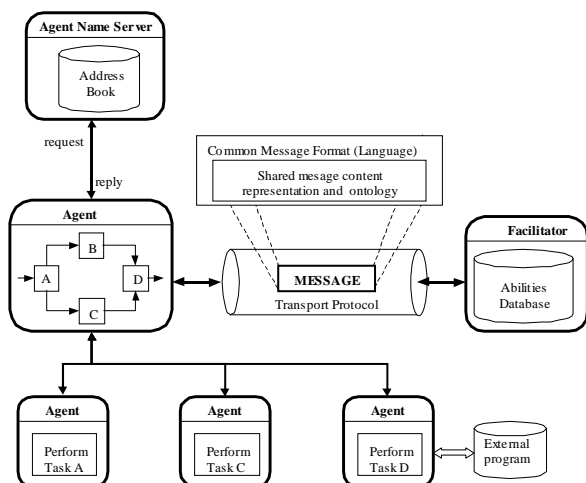 Agent Name Server
Address
Book
request
reply
Common Message Format (Language)
Shared mesage content
representation and ontology
Agent
A
B
C
D
MESSAGE
Transport Protocol
Facilitator
Abilities
Database
Agent
Perform
Task A
Agent
Perform
Task C
Agent
Perform
Task D
External
program